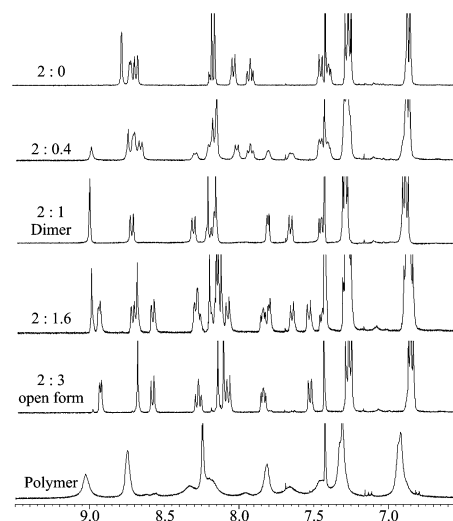 2 : 0
2 : 0.4
2 : 1
Dimer
2 : 1.6
2 : 3
open form
Polymer
9.0 8.5 8.0 7.5 7.0